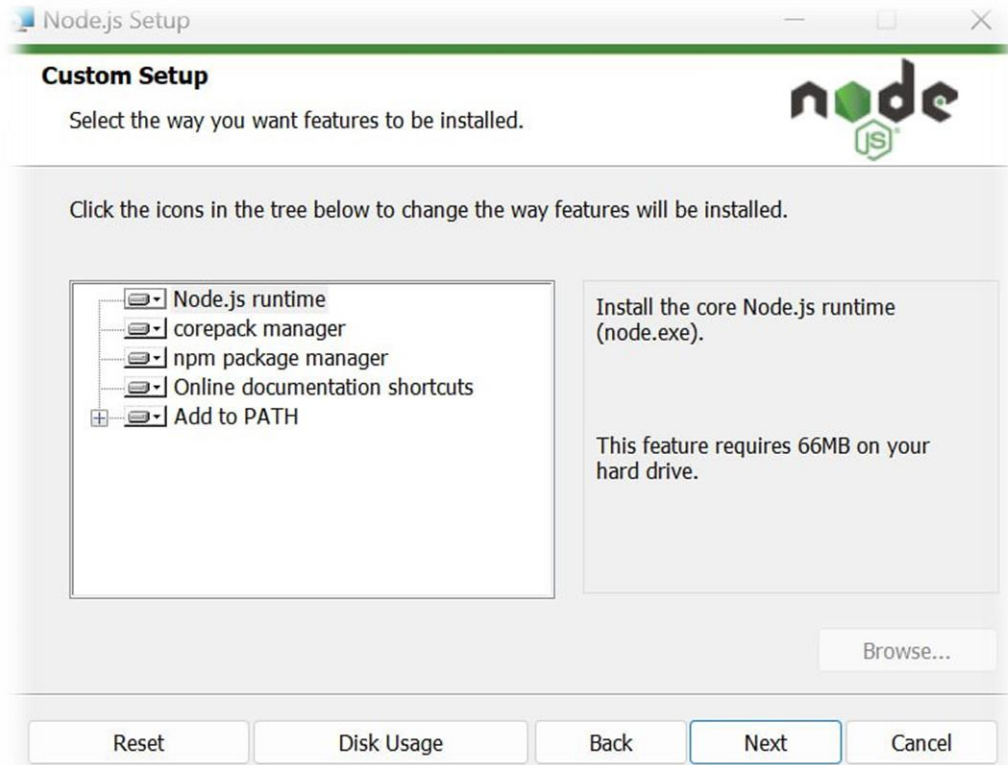 Node.js Setup
Custom Setup
Select the way you want features to be installed.
node
JS
Click the icons in the tree below to change the way features will be installed.
Node.js runtime
corepack manager
npm package manager
Online documentation shortcuts
Add to PATH
Install the core Node.js runtime
(node.exe).
This feature requires 66MB on your
hard drive.
Browse...
Reset
Disk Usage
Back
Next
Cancel